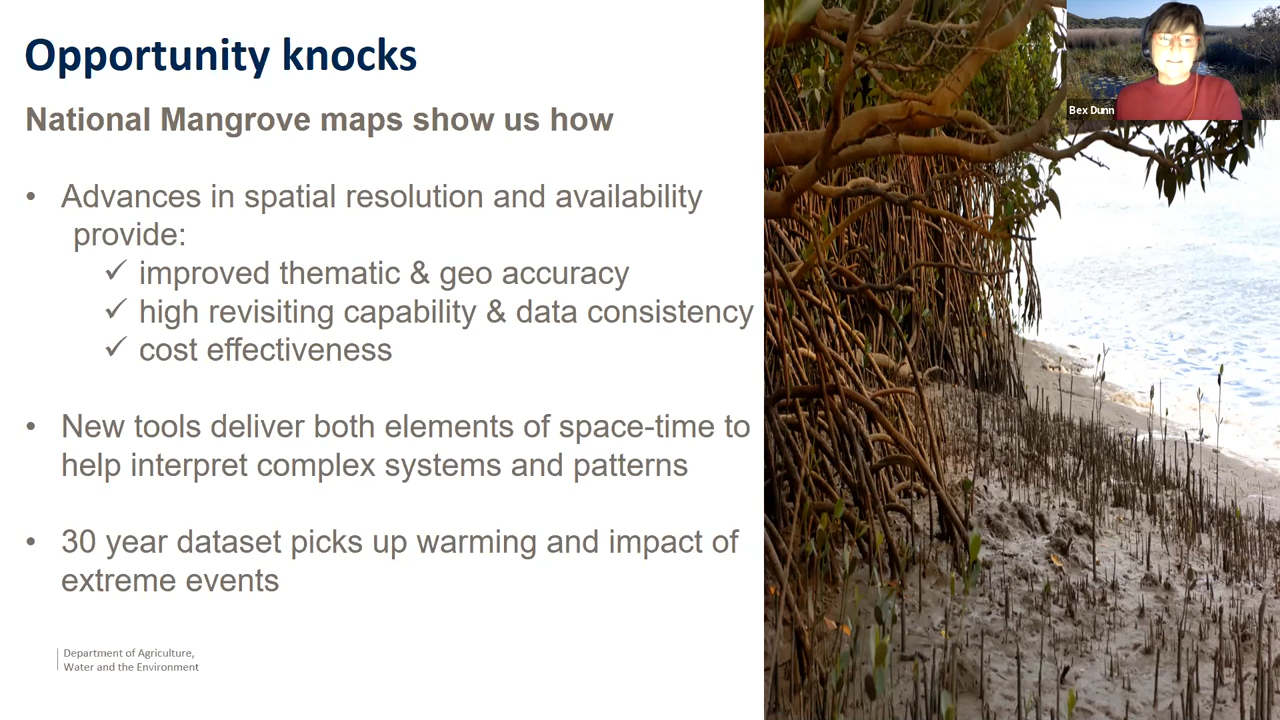 Opportunity knocks
National Mangrove maps show us how
• Advances in spatial resolution and availability
provide:
✓ improved thematic & geo accuracy
✓ high revisiting capability & data consistency
✓ cost effectiveness
• New tools deliver both elements of space-time to
help interpret complex systems and patterns
• 30 year dataset picks up warming and impact of
extreme events
Department of Agriculture,
Water and the Environment
Bex Dunn